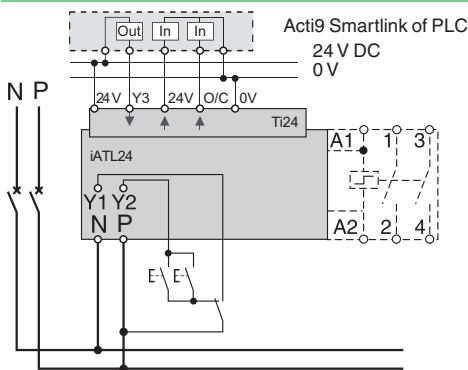 Out In In
Acti9 Smartlink of PLC
24 V DC
0 V
N P
24 V Y3 24V O/C 0V
Ti24
iATL24
A1 1 3
Y1 Y2
N P
A2 2 4
E E